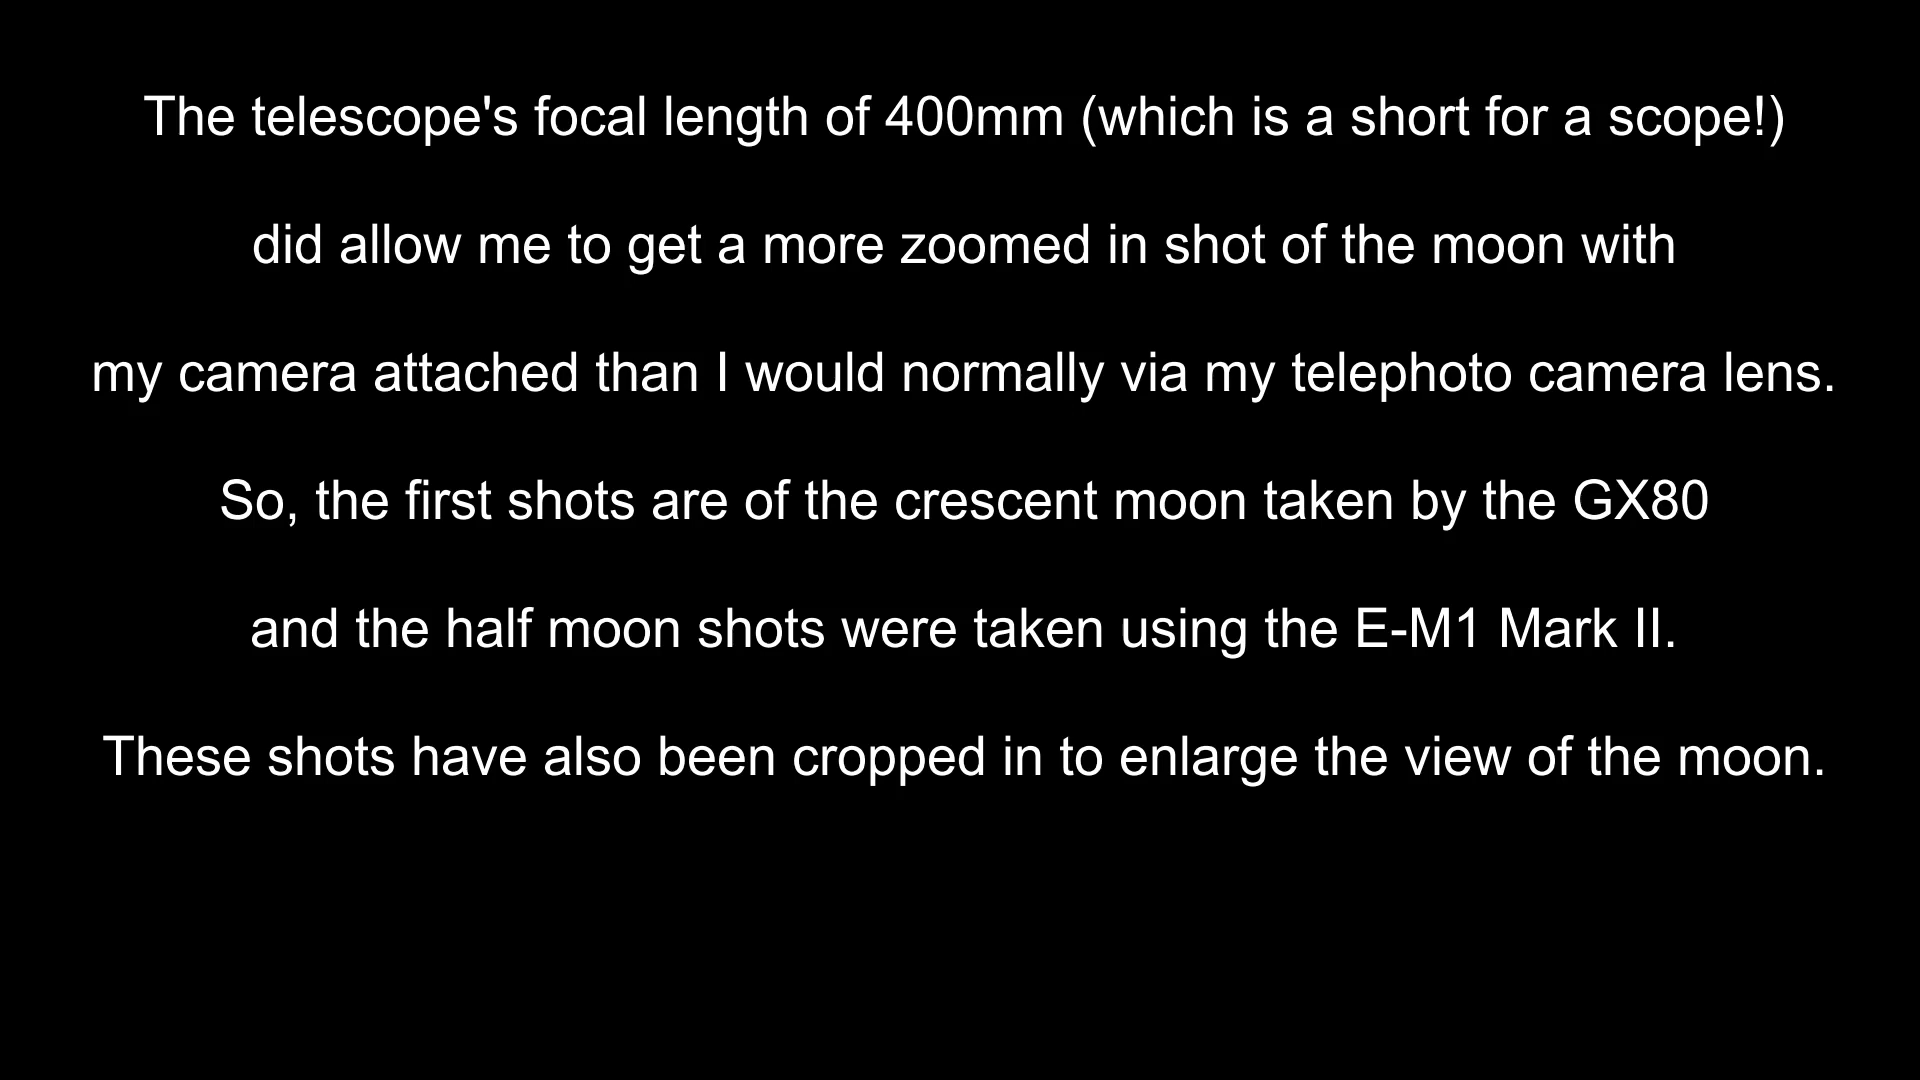 The telescope's focal length of 400mm (which is a short for a scope!)
did allow me to get a more zoomed in shot of the moon with
my camera attached than I would normally via my telephoto camera lens.
So, the first shots are of the crescent moon taken by the GX80
and the half moon shots were taken using the E-M1 Mark II.
These shots have also been cropped in to enlarge the view of the moon.